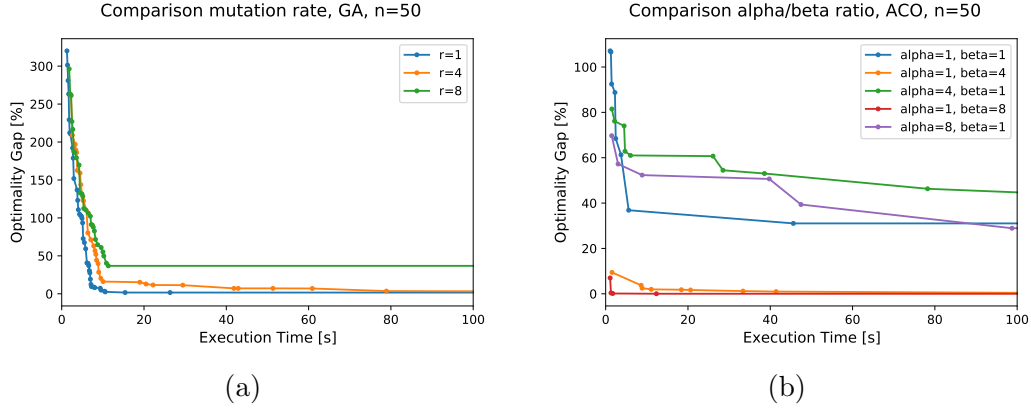 Comparison mutation rate, GA, n=50
Optimality Gap [%]
300
250
200
150
100
50
0
0 20 40 60 80 100
Execution Time [s]
r=1
r=4
r=8
(a)
Comparison alpha/beta ratio, ACO, n=50
Optimality Gap [%]
100
80
60
40
20
0
0 20 40 60 80 100
Execution Time [s]
alpha=1, beta=1
alpha=1, beta=4
alpha=4, beta=1
alpha=1, beta=8
alpha=8, beta=1
(b)